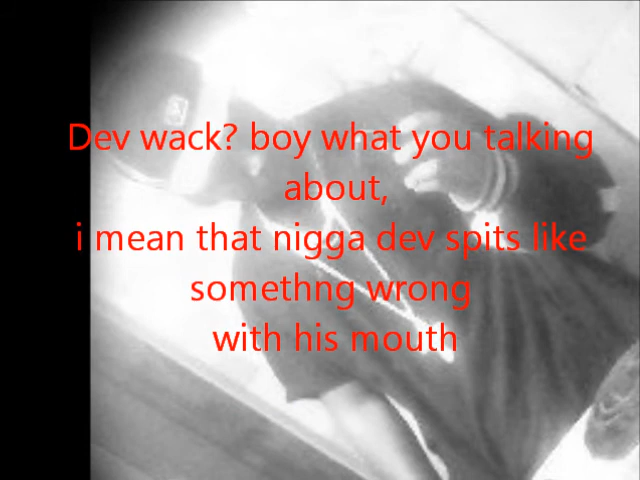 Dev wack? boy what you talking
about,
i mean that nigga dev spits like
somethng wrong
with his mouth